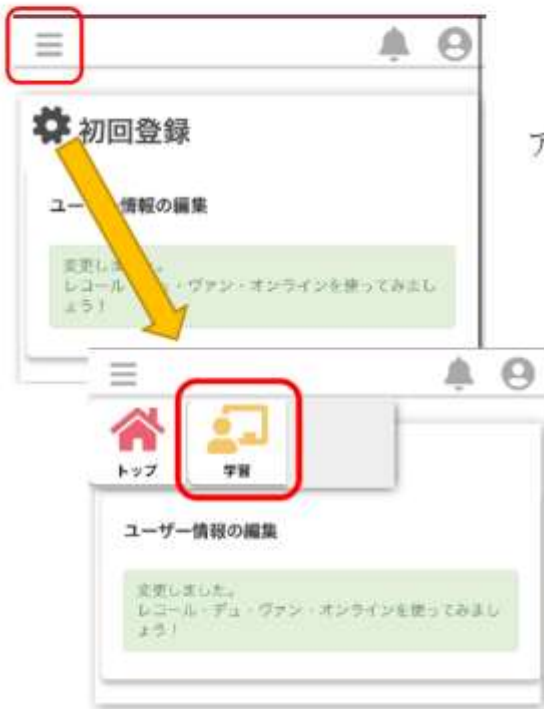 初回登録
ア
ユー 情報の編集
変更しま 。
レコール・ ュ・ヴァン・オンラインを使ってみまし
ょう！
トップ
学習
ユーザー情報の編集
変更しました。
レコール・デュ・ヴァン・オンラインを使ってみまし
ょう！